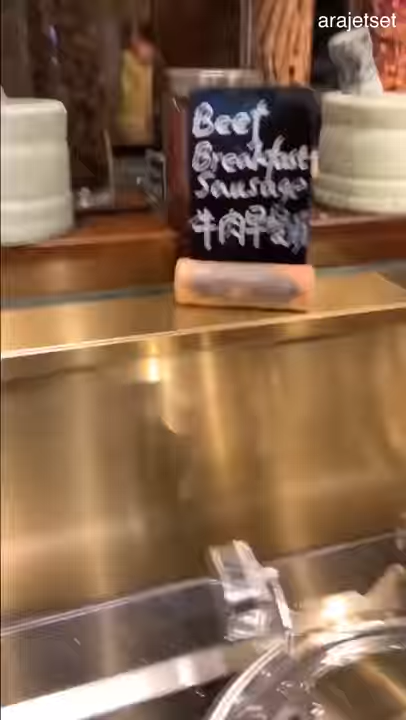 arajetset
Beef
Breakfast
Sausage
牛肉早餐肠